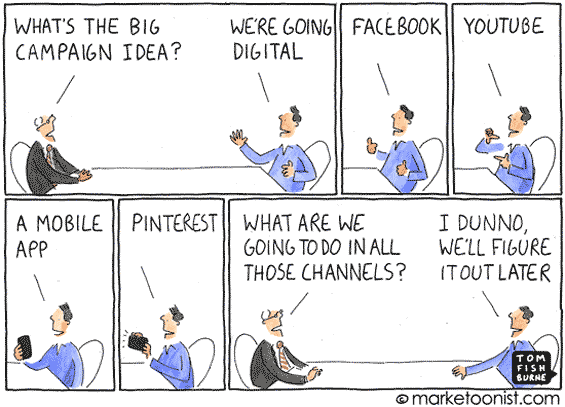 WHAT'S THE BIG
CAMPAIGN IDEA?
WE'RE GOING
DIGITAL
FACEBOOK
YOUTUBE
A MOBILE
APP
PINTEREST
WHAT ARE WE
GOING TO DO IN ALL
THOSE CHANNELS?
I DUNNO,
WE'LL FIGURE
IT OUT LATER
TOM
FISH
BURNE
© marketoonist.com